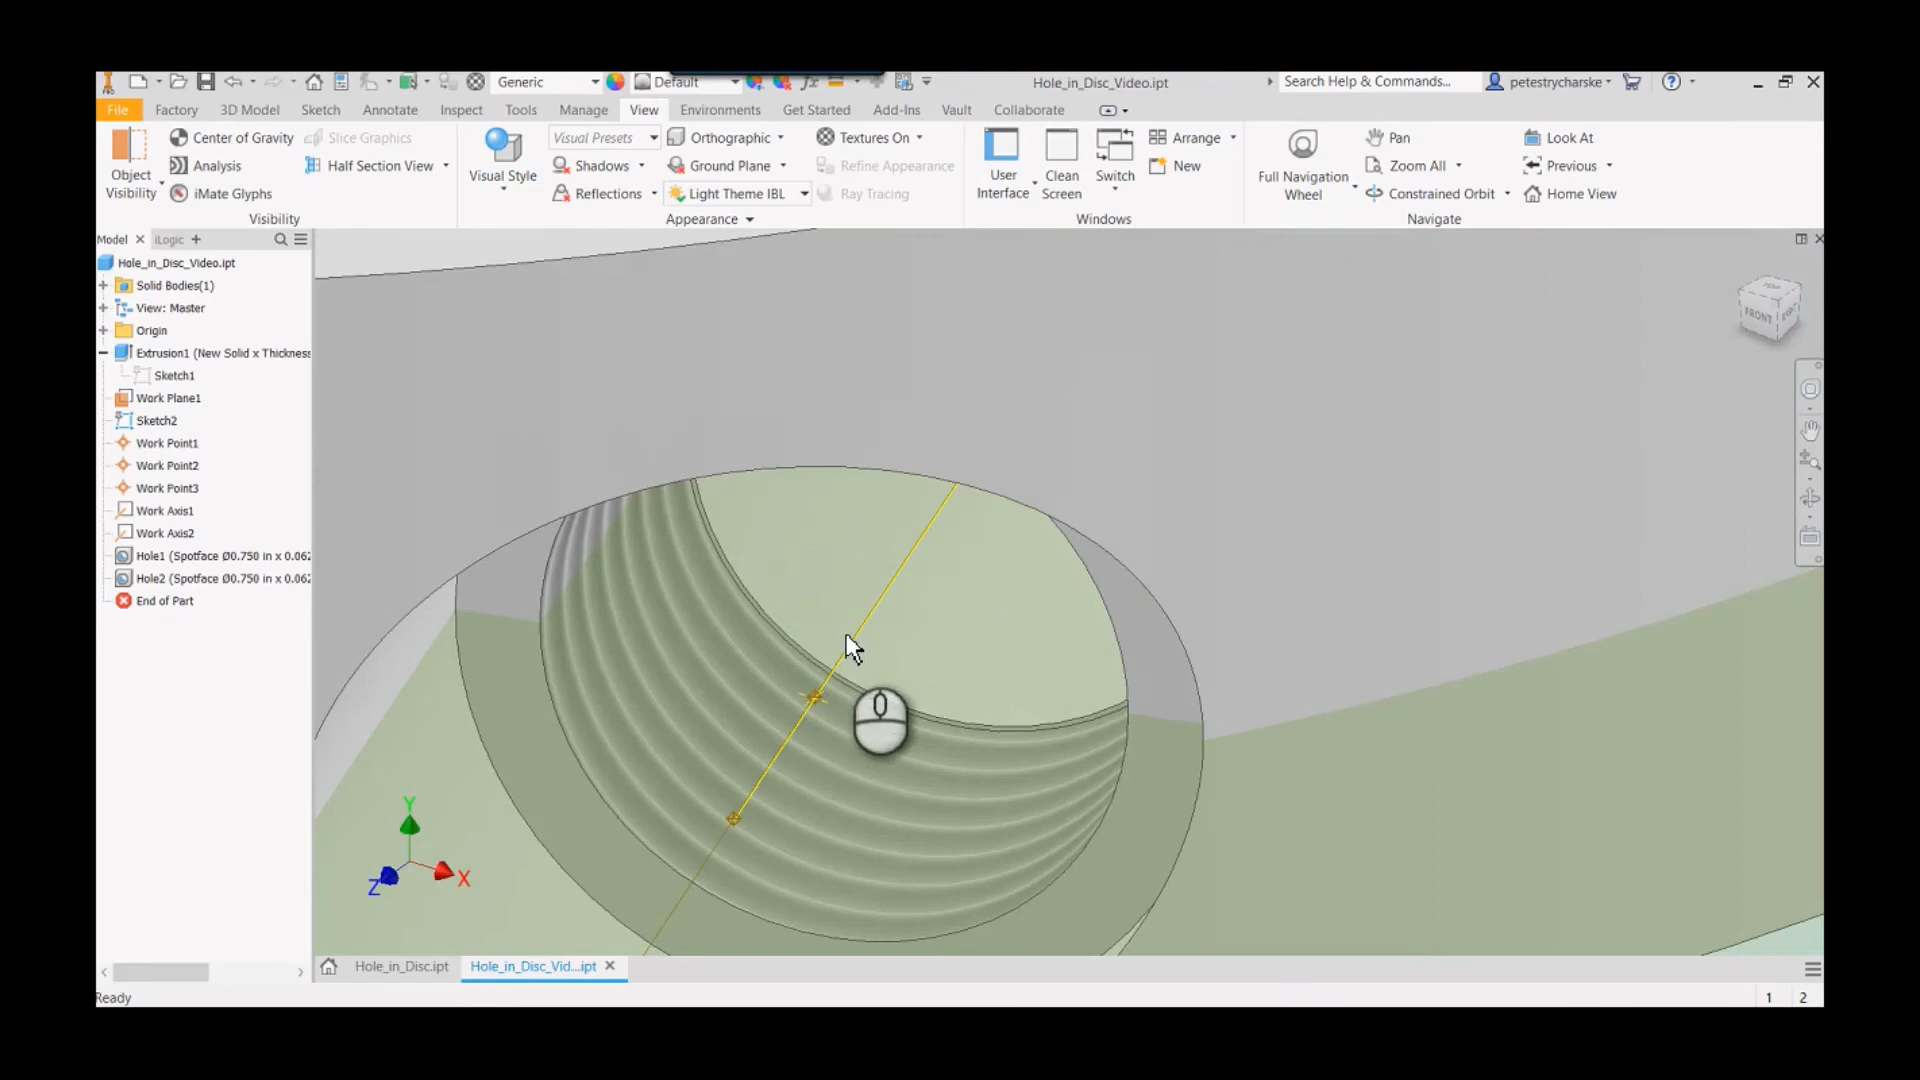 Generic
Default
Hole_in_Disc_Video.ipt
Search Help & Commands...
petestrycharske
File
Factory
3D Model
Sketch
Annotate
Inspect
Tools
Manage
View
Environments
Get Started
Add-Ins
Vault
Collaborate
Object Visibility
Center of Gravity
Analysis
iMate Glyphs
Slice Graphics
Half Section View
Visibility
Visual Style
Visual Presets
Shadows
Reflections
Orthographic
Ground Plane
Light Theme IBL
Textures On
Refine Appearance
Ray Tracing
Appearance
User Interface
Clean Screen
Switch
Arrange
New
Windows
Full Navigation Wheel
Pan
Zoom All
Constrained Orbit
Look At
Previous
Home View
Navigate
Model
iLogic
Hole_in_Disc_Video.ipt
Solid Bodies(1)
View: Master
Origin
Extrusion1 (New Solid x Thickness
Sketch1
Work Plane1
Sketch2
Work Point1
Work Point2
Work Point3
Work Axis1
Work Axis2
Hole1 (Spotface Ø0.750 in x 0.062
Hole2 (Spotface Ø0.750 in x 0.062
End of Part
FRONT
Y
X
Z
Hole_in_Disc.ipt
Hole_in_Disc_Vid...ipt
Ready
1
2